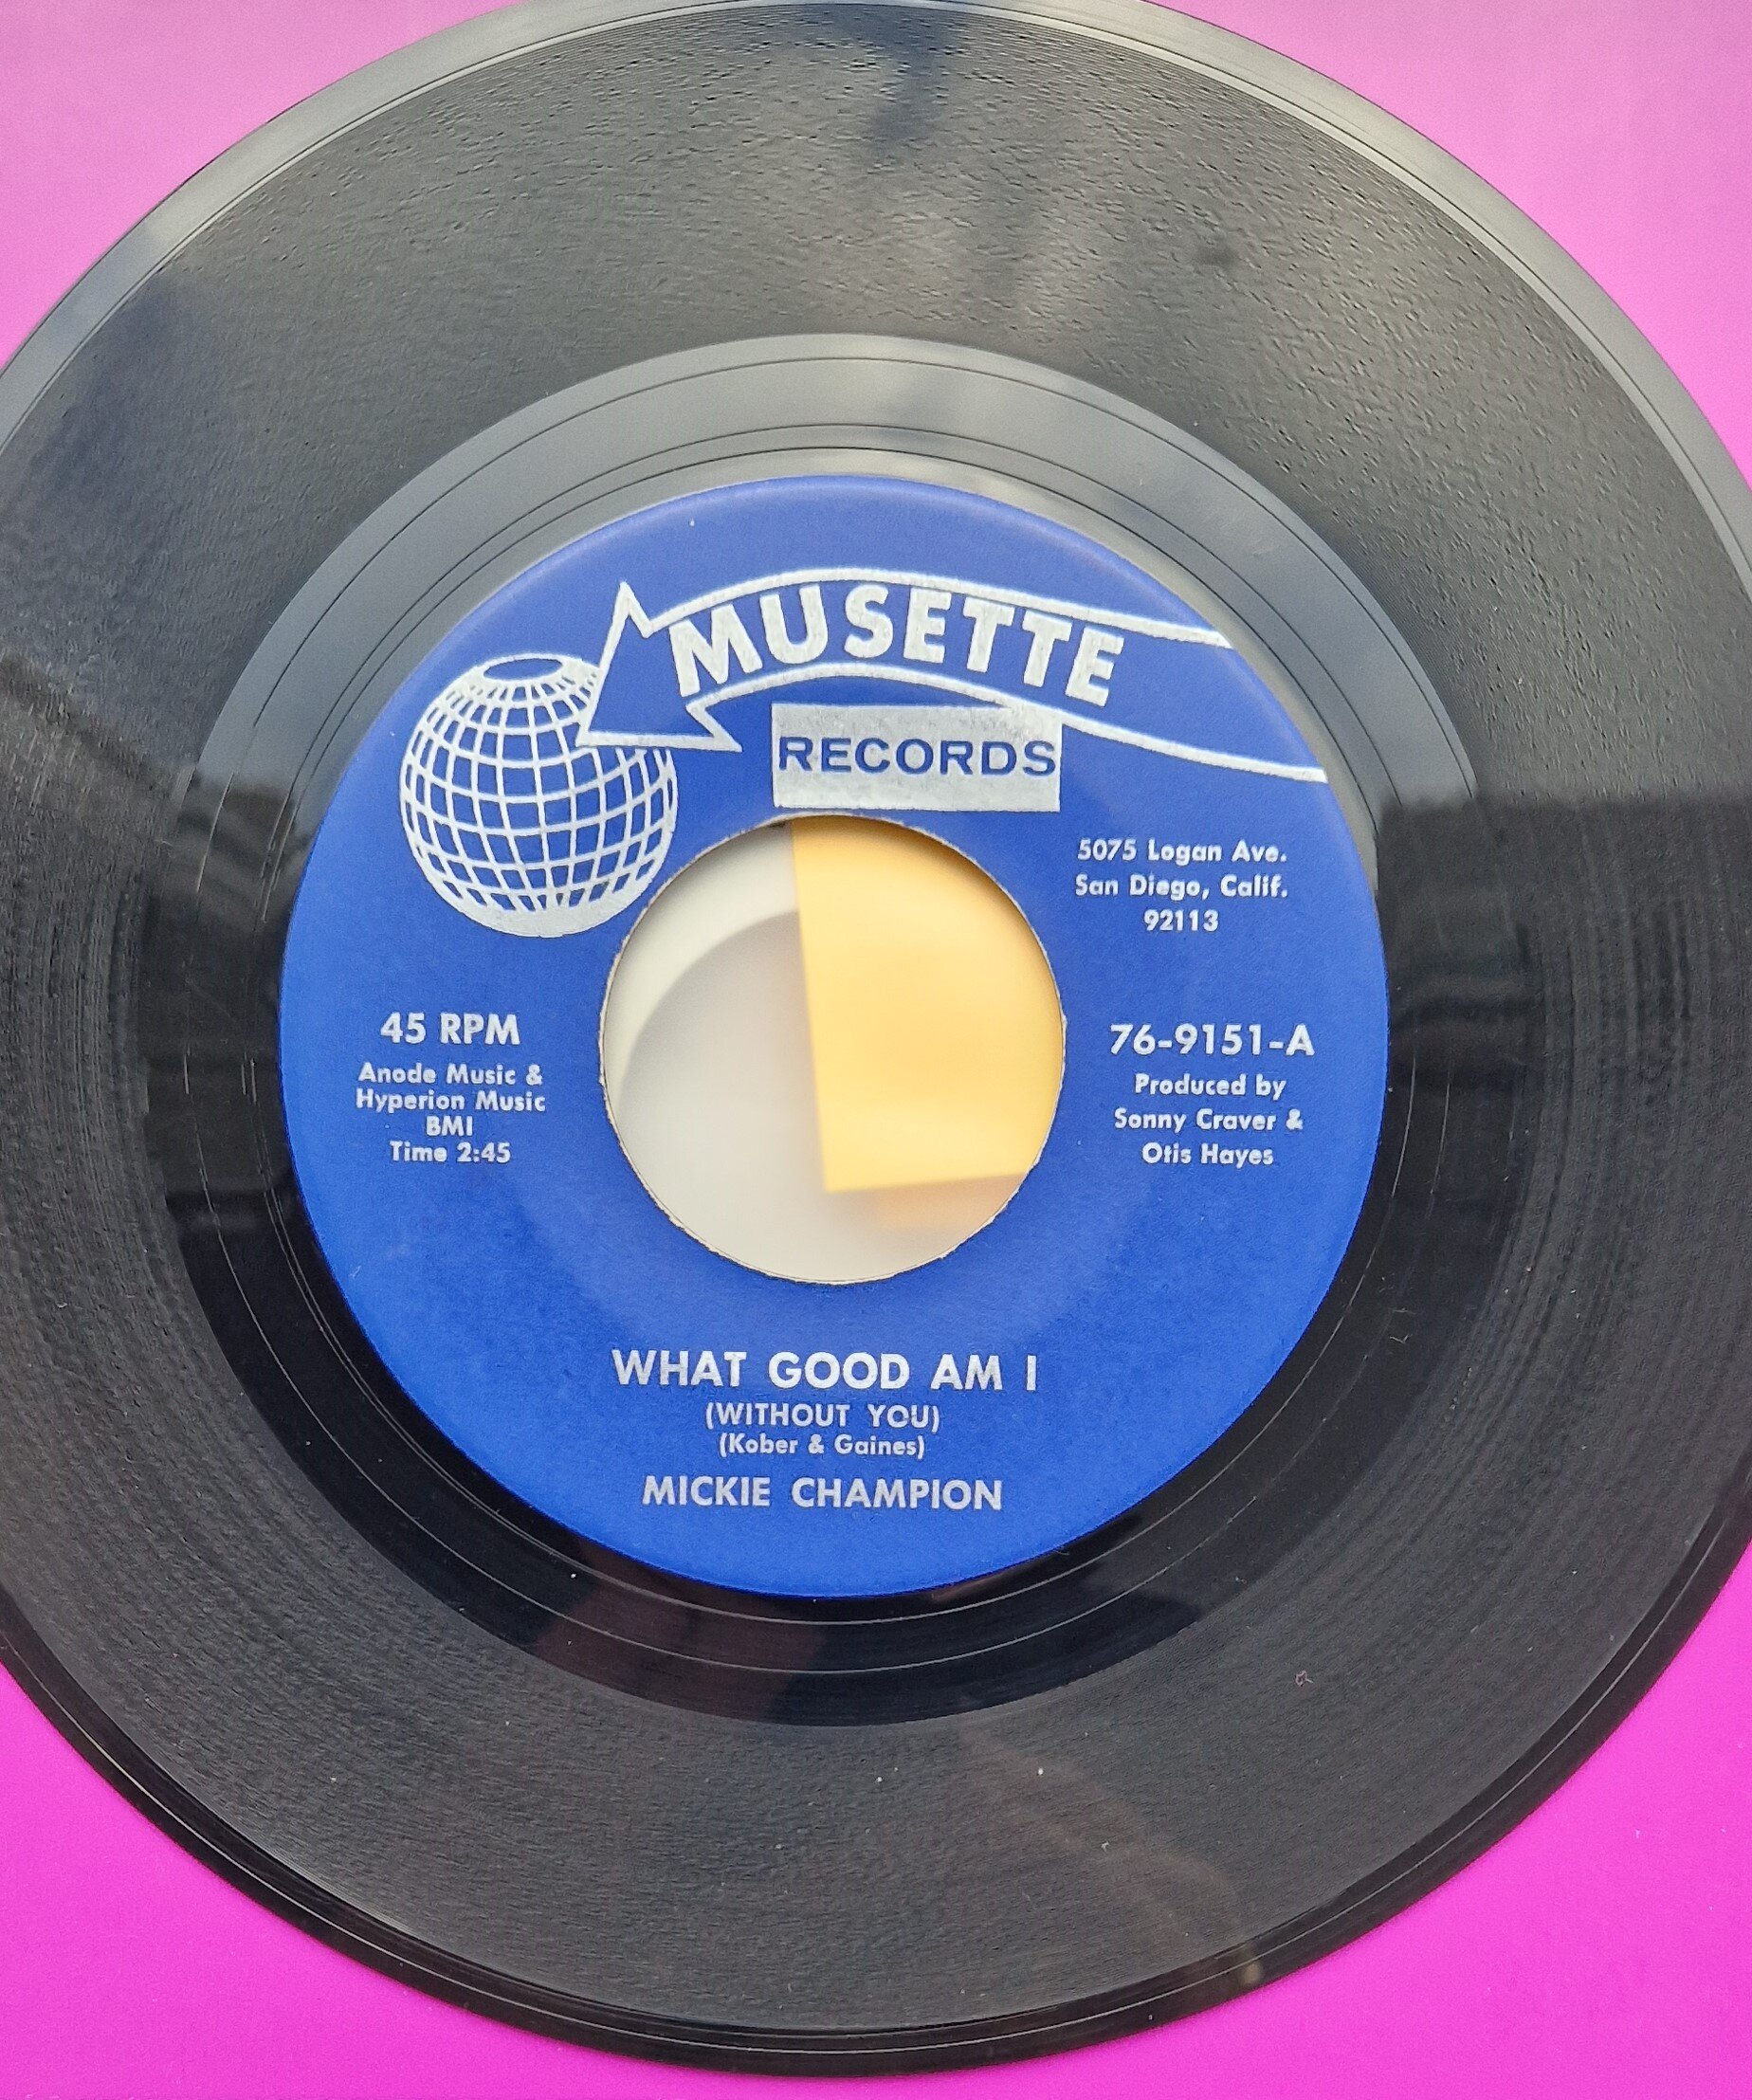 MUSETTE
RECORDS
5075 Logan Ave.
San Diego, Calif.
92113
45 RPM
Anode Music &
Hyperion Music
BMI
Time 2:45
76-9151-A
Produced by
Sonny Craver &
Otis Hayes
WHAT GOOD AM I
(WITHOUT YOU)
(Kober & Gaines)
MICKIE CHAMPION